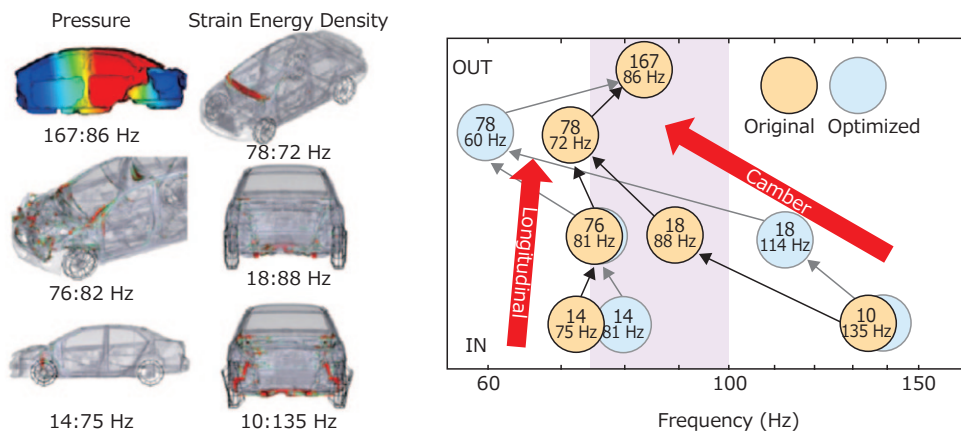 Pressure
Strain Energy Density
167:86 Hz
78:72 Hz
76:82 Hz
18:88 Hz
14:75 Hz
10:135 Hz
OUT
167
86 Hz
Original
Optimized
78
60 Hz
78
72 Hz
Camber
Longitudinal
76
81 Hz
18
88 Hz
18
114 Hz
14
75 Hz
14
81 Hz
10
135 Hz
IN
60
100
150
Frequency (Hz)